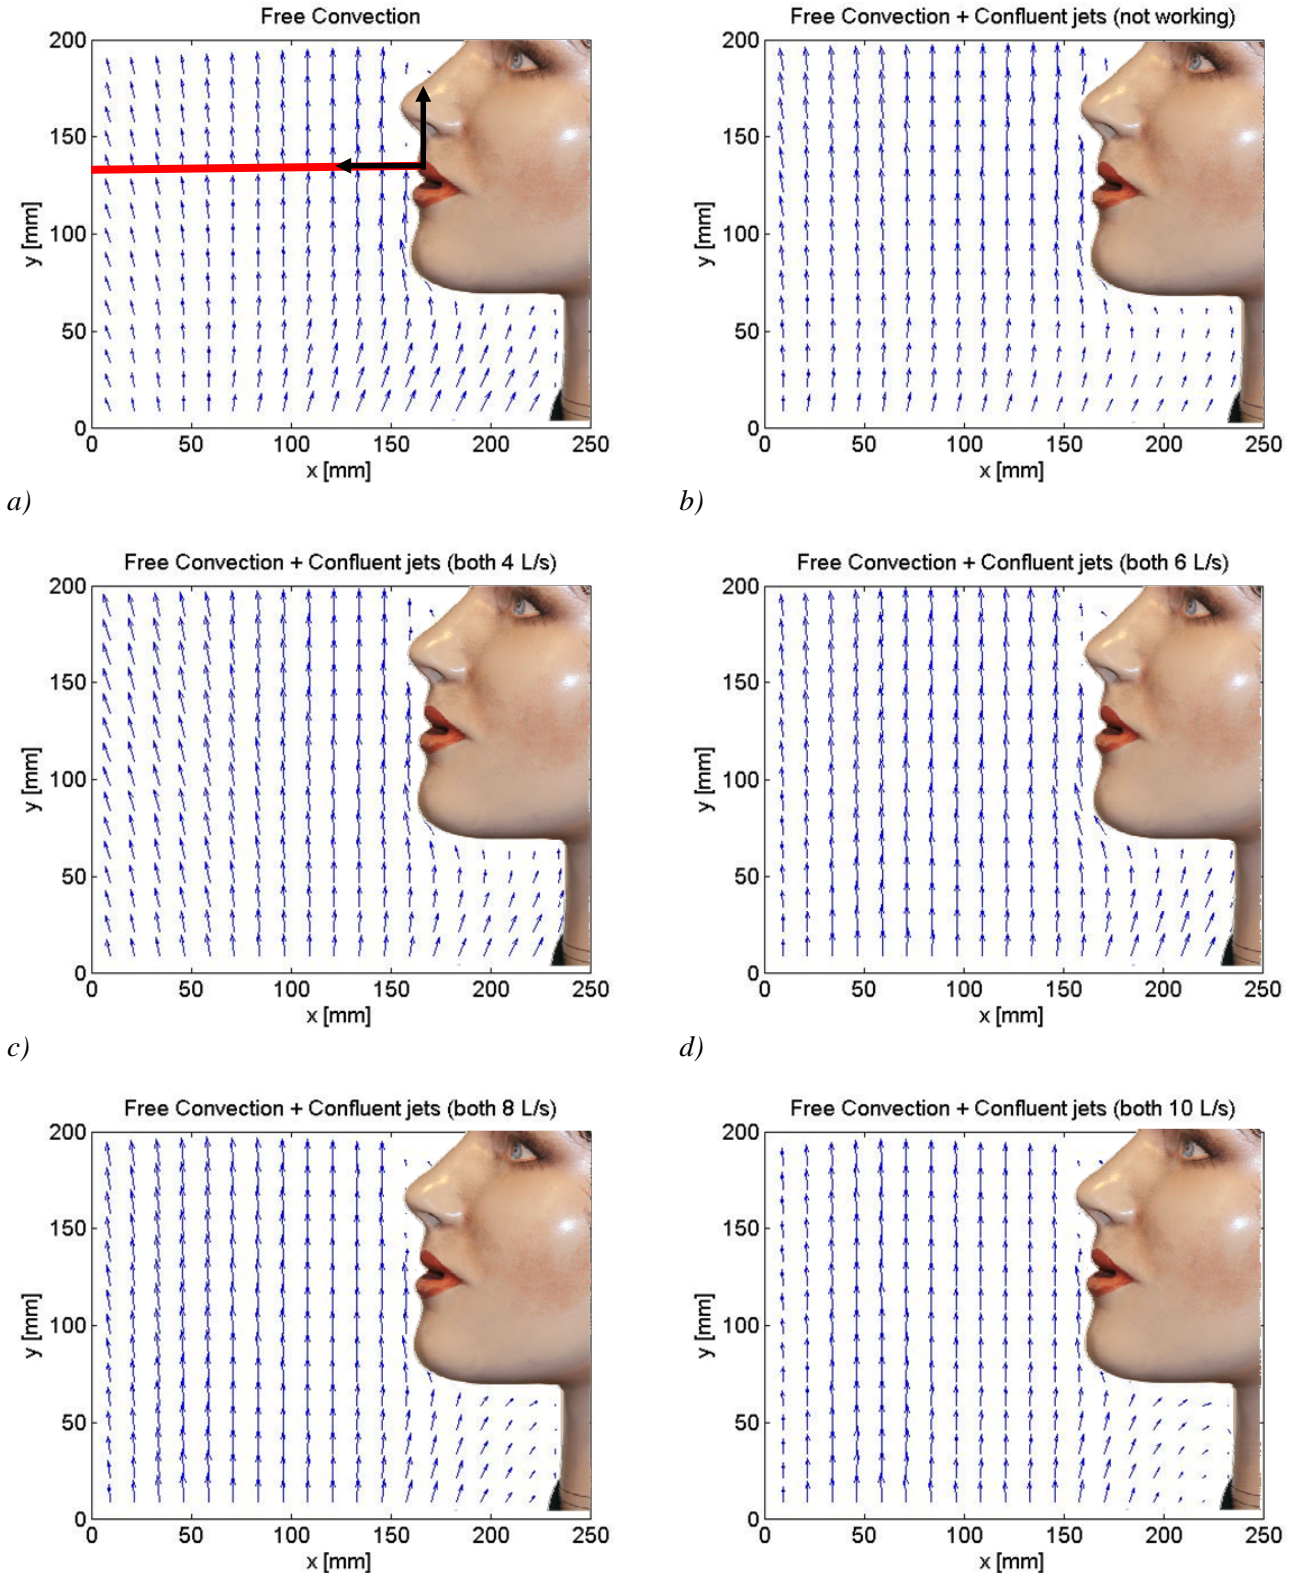 Free Convection
Free Convection + Confluent jets (not working)
200
150
100
50
0
y [mm]
0 50 100 150 200 250
x [mm]
200
150
100
50
0
y [mm]
0 50 100 150 200 250
x [mm]
a)
b)
Free Convection + Confluent jets (both 4 L/s)
Free Convection + Confluent jets (both 6 L/s)
200
150
100
50
0
y [mm]
0 50 100 150 200 250
x [mm]
200
150
100
50
0
y [mm]
0 50 100 150 200 250
x [mm]
c)
d)
Free Convection + Confluent jets (both 8 L/s)
Free Convection + Confluent jets (both 10 L/s)
200
150
100
50
0
y [mm]
0 50 100 150 200 250
x [mm]
200
150
100
50
0
y [mm]
0 50 100 150 200 250
x [mm]